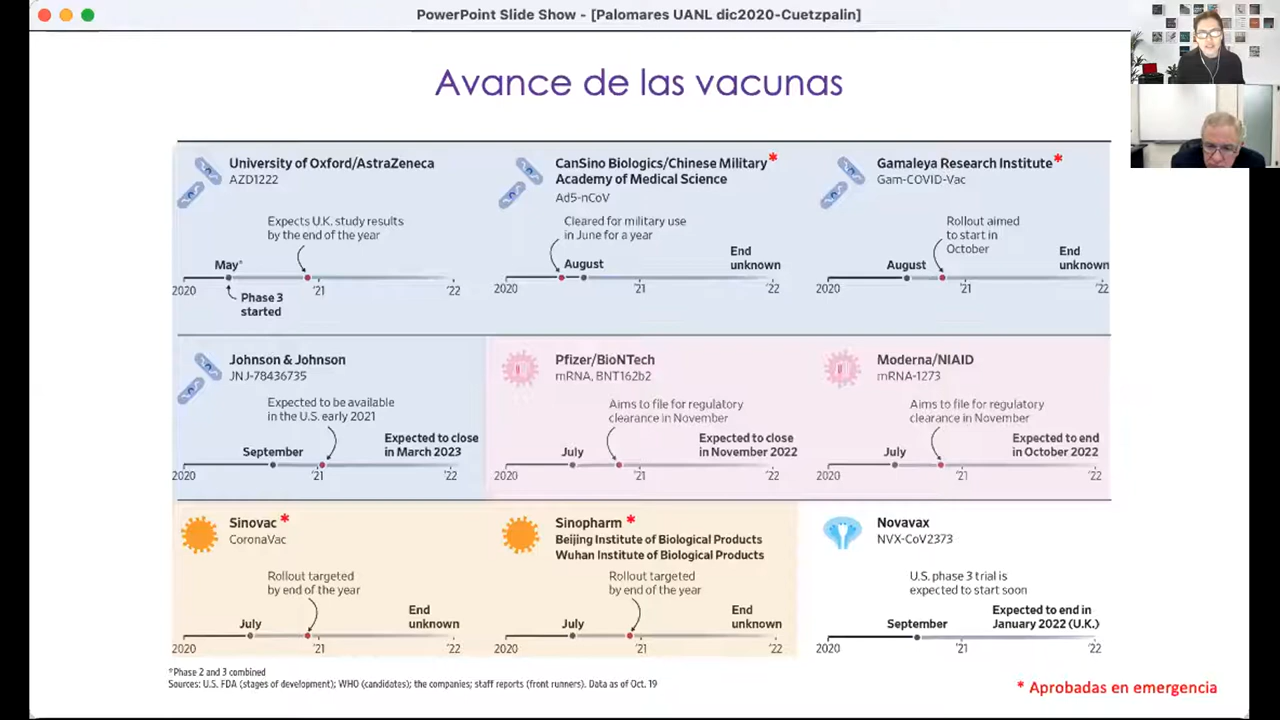 PowerPoint Slide Show - [Palomares UANL dic2020-Cuetzpalin]
Avance de las vacunas
University of Oxford/AstraZeneca
AZD1222
Expects U.K. study results
by the end of the year
May*
2020
'21
'22
Phase 3
started
CanSino Biologics/Chinese Military *
Academy of Medical Science
Ad5-nCoV
Cleared for military use
in June for a year
August
End
unknown
2020
'21
'22
Gamaleya Research Institute *
Gam-COVID-Vac
Rollout aimed
to start in
October
August
End
unknown
2020
'21
'22
Johnson & Johnson
JNJ-78436735
Expected to be available
in the U.S. early 2021
September
Expected to close
in March 2023
2020
'21
'22
Pfizer/BioNTech
mRNA, BNT162b2
Aims to file for regulatory
clearance in November
July
Expected to close
in November 2022
2020
'21
'22
Moderna/NIAID
mRNA-1273
Aims to file for regulatory
clearance in November
July
Expected to end
in October 2022
2020
'21
'22
Sinovac *
CoronaVac
Rollout targeted
by end of the year
July
End
unknown
2020
'21
'22
Sinopharm *
Beijing Institute of Biological Products
Wuhan Institute of Biological Products
Rollout targeted
by end of the year
July
End
unknown
2020
'21
'22
Novavax
NVX-CoV2373
U.S. phase 3 trial is
expected to start soon
September
Expected to end in
January 2022 (U.K.)
2020
'21
'22
*Phase 2 and 3 combined
Sources: U.S. FDA (stages of development); WHO (candidates); the companies; staff reports (front runners). Data as of Oct. 19
* Aprobadas en emergencia